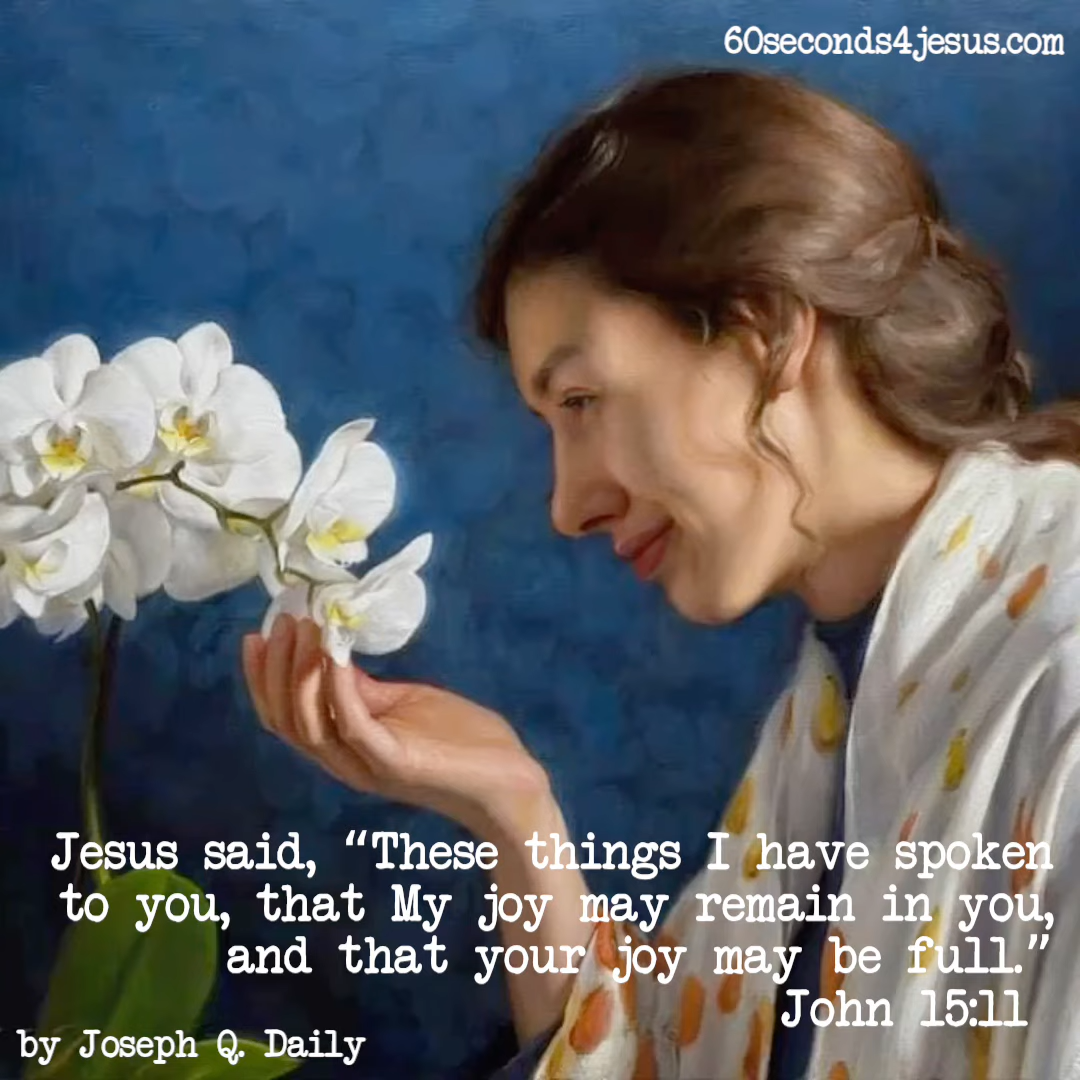 60seconds4jesus.com
Jesus said, “These things I have spoken
to you, that My joy may remain in you,
and that your joy may be full.”
John 15:11
by Joseph Q. Daily